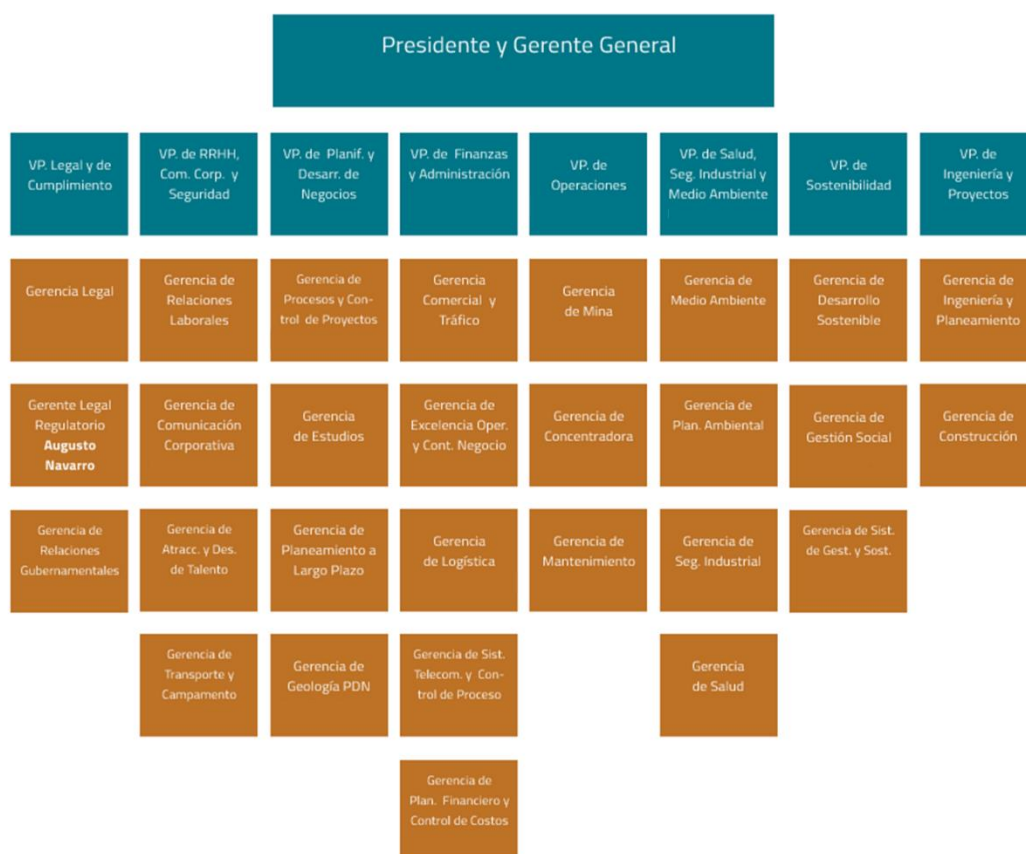 Presidente y Gerente General
VP. Legal y de
Cumplimiento
VP. de RRHH,
Com. Corp. y
Seguridad
VP. de Planif. y
Desarr. de
Negocios
VP. de Finanzas
y Administración
VP. de
Operaciones
VP. de Salud,
Seg. Industrial y
Medio Ambiente
VP. de
Sostenibilidad
VP. de
Ingeniería y
Proyectos
Gerencia Legal
Gerencia de
Relaciones
Laborales
Gerencia de
Procesos y Con-
trol de Proyectos
Gerencia
Comercial y
Tráfico
Gerencia
de Mina
Gerencia de
Medio Ambiente
Gerencia de
Desarrollo
Sostenible
Gerencia de
Ingeniería y
Planeamiento
Gerente Legal
Regulatorio
Augusto
Navarro
Gerencia de
Comunicación
Corporativa
Gerencia
de Estudios
Gerencia de
Excelencia Oper.
y Cont. Negocio
Gerencia de
Concentradora
Gerencia de
Plan. Ambiental
Gerencia de
Gestión Social
Gerencia de
Construcción
Gerencia de
Relaciones
Gubernamentales
Gerencia de
Atracc. y Des.
de Talento
Gerencia de
Planeamiento a
Largo Plazo
Gerencia
de Logística
Gerencia de
Mantenimiento
Gerencia de
Seg. Industrial
Gerencia de Sist.
de Gest. y Sost.
Gerencia de
Transporte y
Campamento
Gerencia de
Geología PDN
Gerencia de Sist.
Telecom. y Con-
trol de Proceso
Gerencia
de Salud
Gerencia de
Plan. Financiero y
Control de Costos